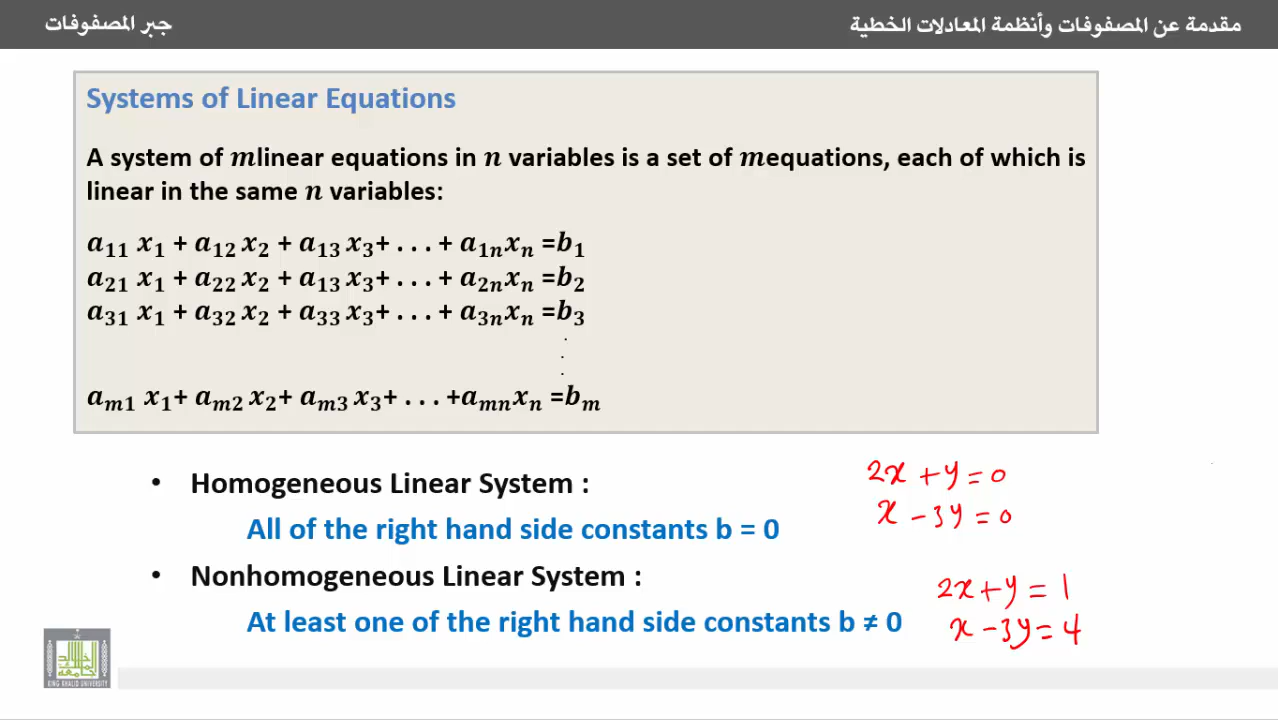 مقدمة عن المصفوفات وأنظمة المعادلات الخطية
جبر المصفوفات
Systems of Linear Equations
A system of mlinear equations in n variables is a set of mequations, each of which is
linear in the same n variables:
a₁₁ x₁ + a₁₂ x₂ + a₁₃ x₃+ . . . + a₁ₙxₙ =b₁
a₂₁ x₁ + a₂₂ x₂ + a₁₃ x₃+ . . . + a₂ₙxₙ =b₂
a₃₁ x₁ + a₃₂ x₂ + a₃₃ x₃+ . . . + a₃ₙxₙ =b₃
.
.
.
aₘ₁ x₁+ aₘ₂ x₂+ aₘ₃ x₃+ . . . +aₘₙxₙ =bₘ
• Homogeneous Linear System :
2x + y = 0
All of the right hand side constants b = 0
x - 3y = 0
• Nonhomogeneous Linear System :
2x + y = 1
At least one of the right hand side constants b ≠ 0
x - 3y = 4
KING KHALID UNIVERSITY